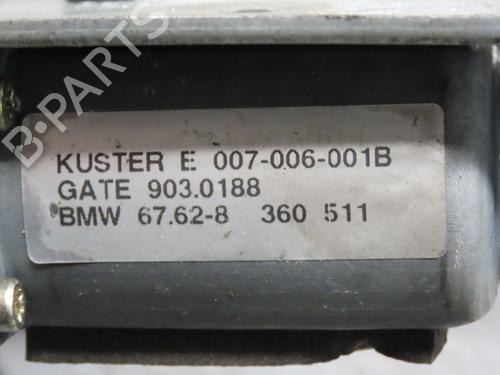 B-PARTS
KUSTER E 007-006-001B
GATE 903.0188
BMW 67.62-8 360 511